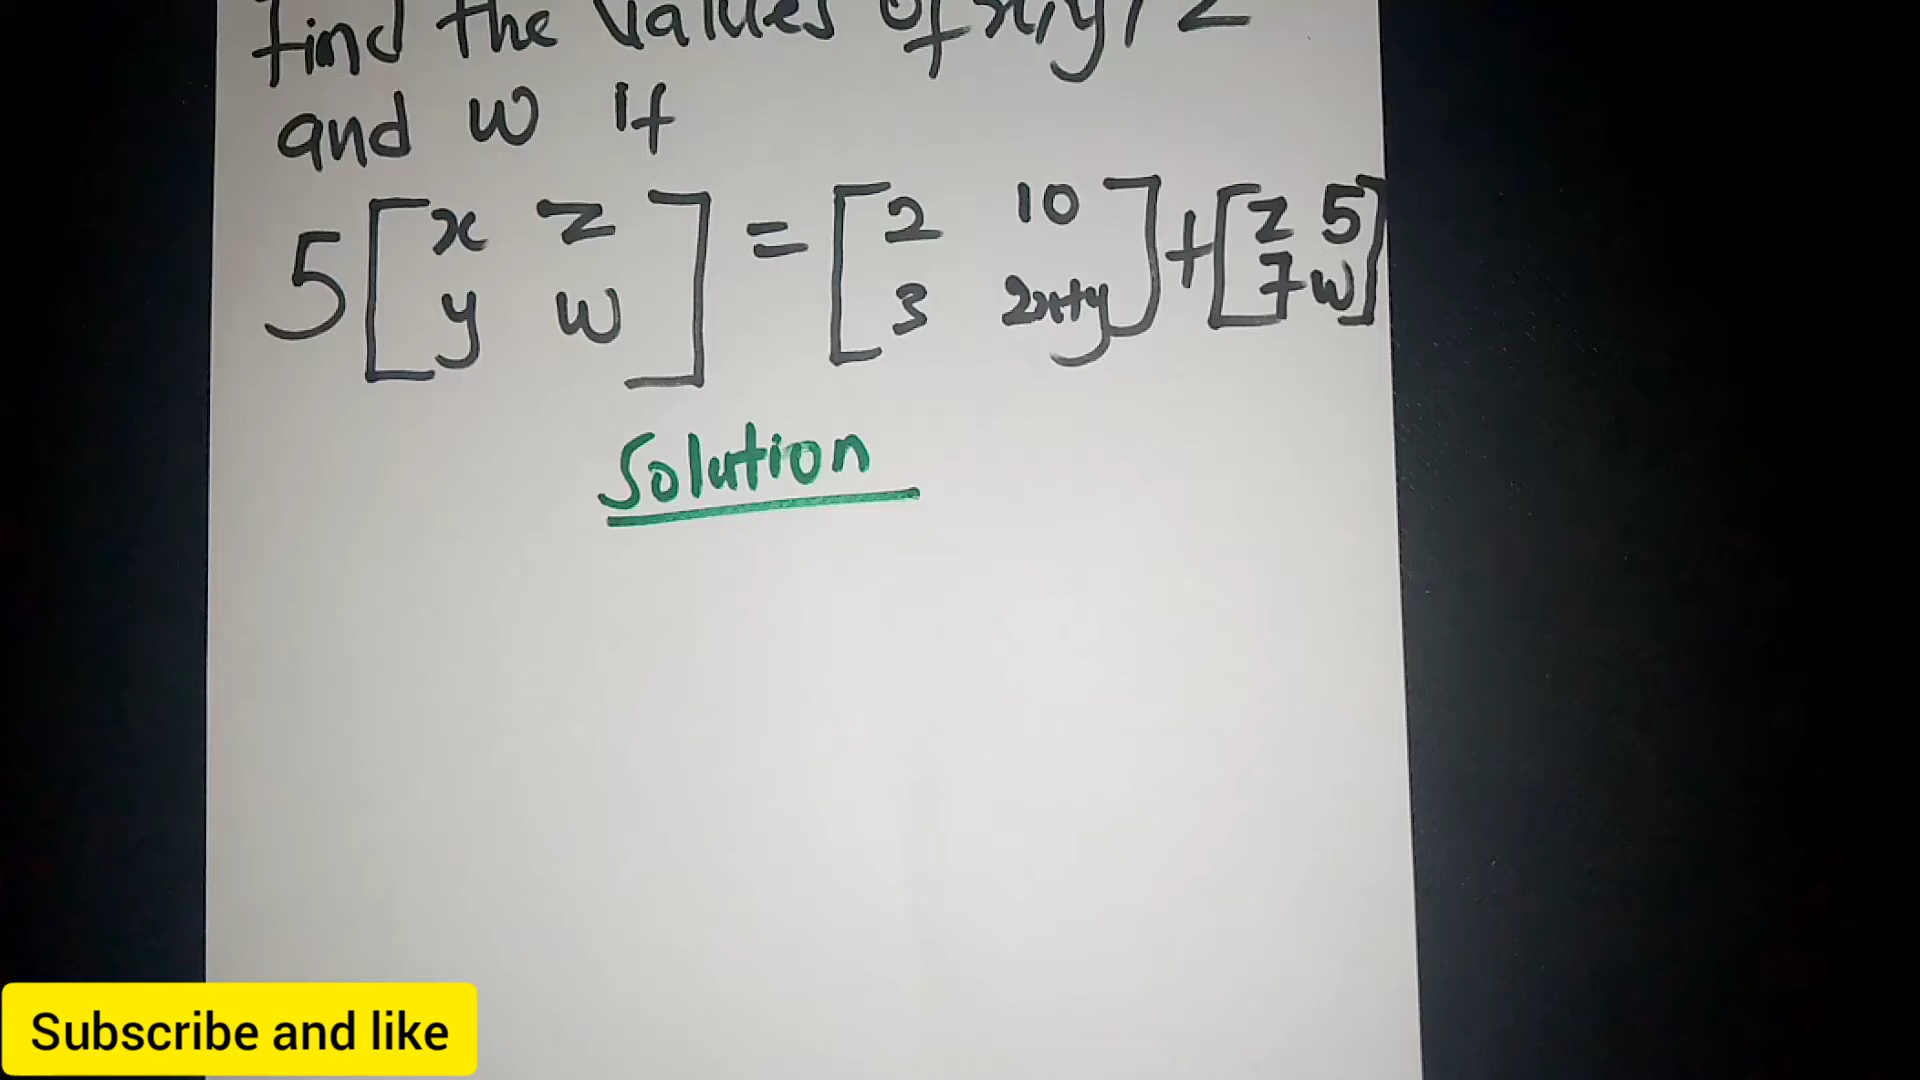 find the values of x, y, z
and w if
5[x z = [2 10 + [z 5
y w] 3 2x+y] 7 w]
Solution
Subscribe and like